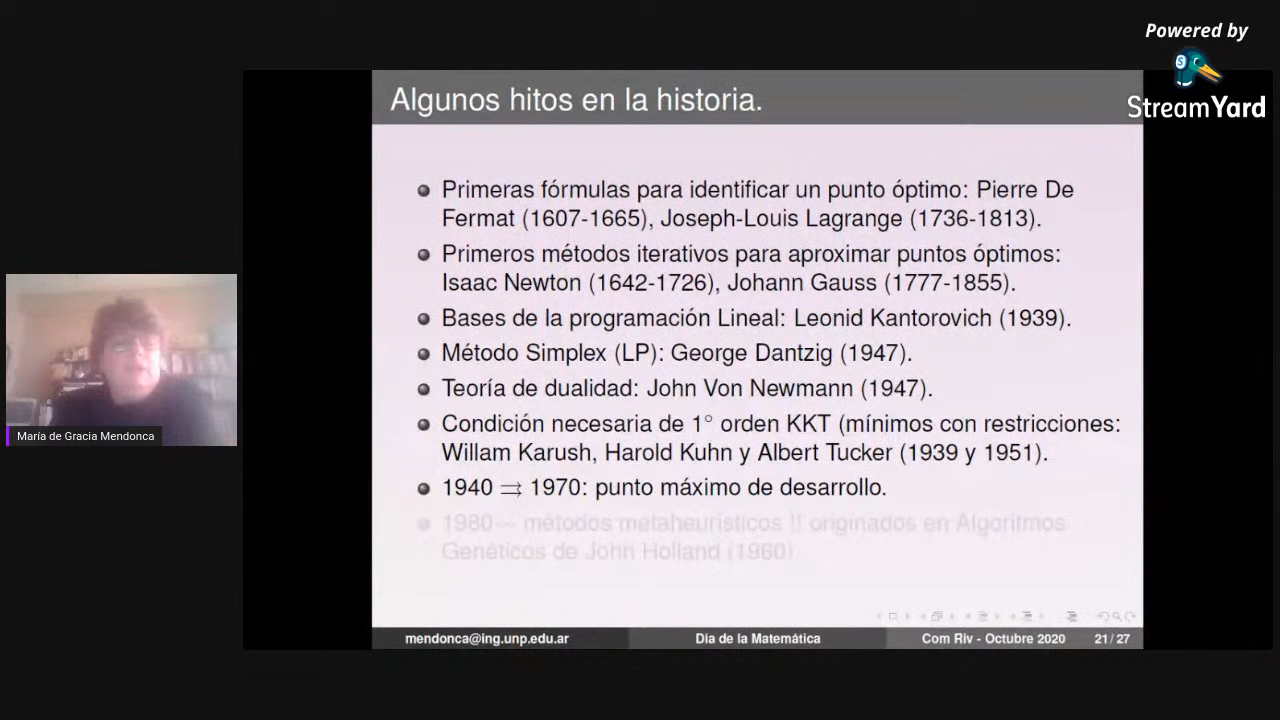 Powered by
StreamYard
Algunos hitos en la historia.
Primeras fórmulas para identificar un punto óptimo: Pierre De
Fermat (1607-1665), Joseph-Louis Lagrange (1736-1813).
Primeros métodos iterativos para aproximar puntos óptimos:
Isaac Newton (1642-1726), Johann Gauss (1777-1855).
Bases de la programación Lineal: Leonid Kantorovich (1939).
Método Simplex (LP): George Dantzig (1947).
Teoría de dualidad: John Von Newmann (1947).
Condición necesaria de 1° orden KKT (mínimos con restricciones:
Willam Karush, Harold Kuhn y Albert Tucker (1939 y 1951).
1940 ⇉ 1970: punto máximo de desarrollo.
1980— métodos metaheurísticos !! originados en Algoritmos
Genéticos de John Holland (1960)
María de Gracia Mendonca
mendonca@ing.unp.edu.ar Dia de la Matemática Com Riv - Octubre 2020 21/27